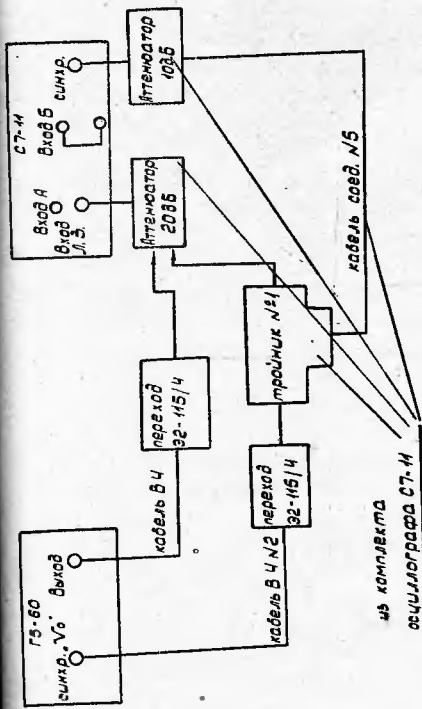 Г5-60
синхр. "V₀"
Выход
кабель ВЧ
кабель ВЧ №2
переход
Э2-115/4
переход
Э2-115/4
тройник №1
С7-11
Вход А
Вход
Л.З.
Вход Б
синхр.
Аттенюатор
20дБ
Аттенюатор
10дБ
кабель соед. №5
из комплекта
осциллографа С7-11